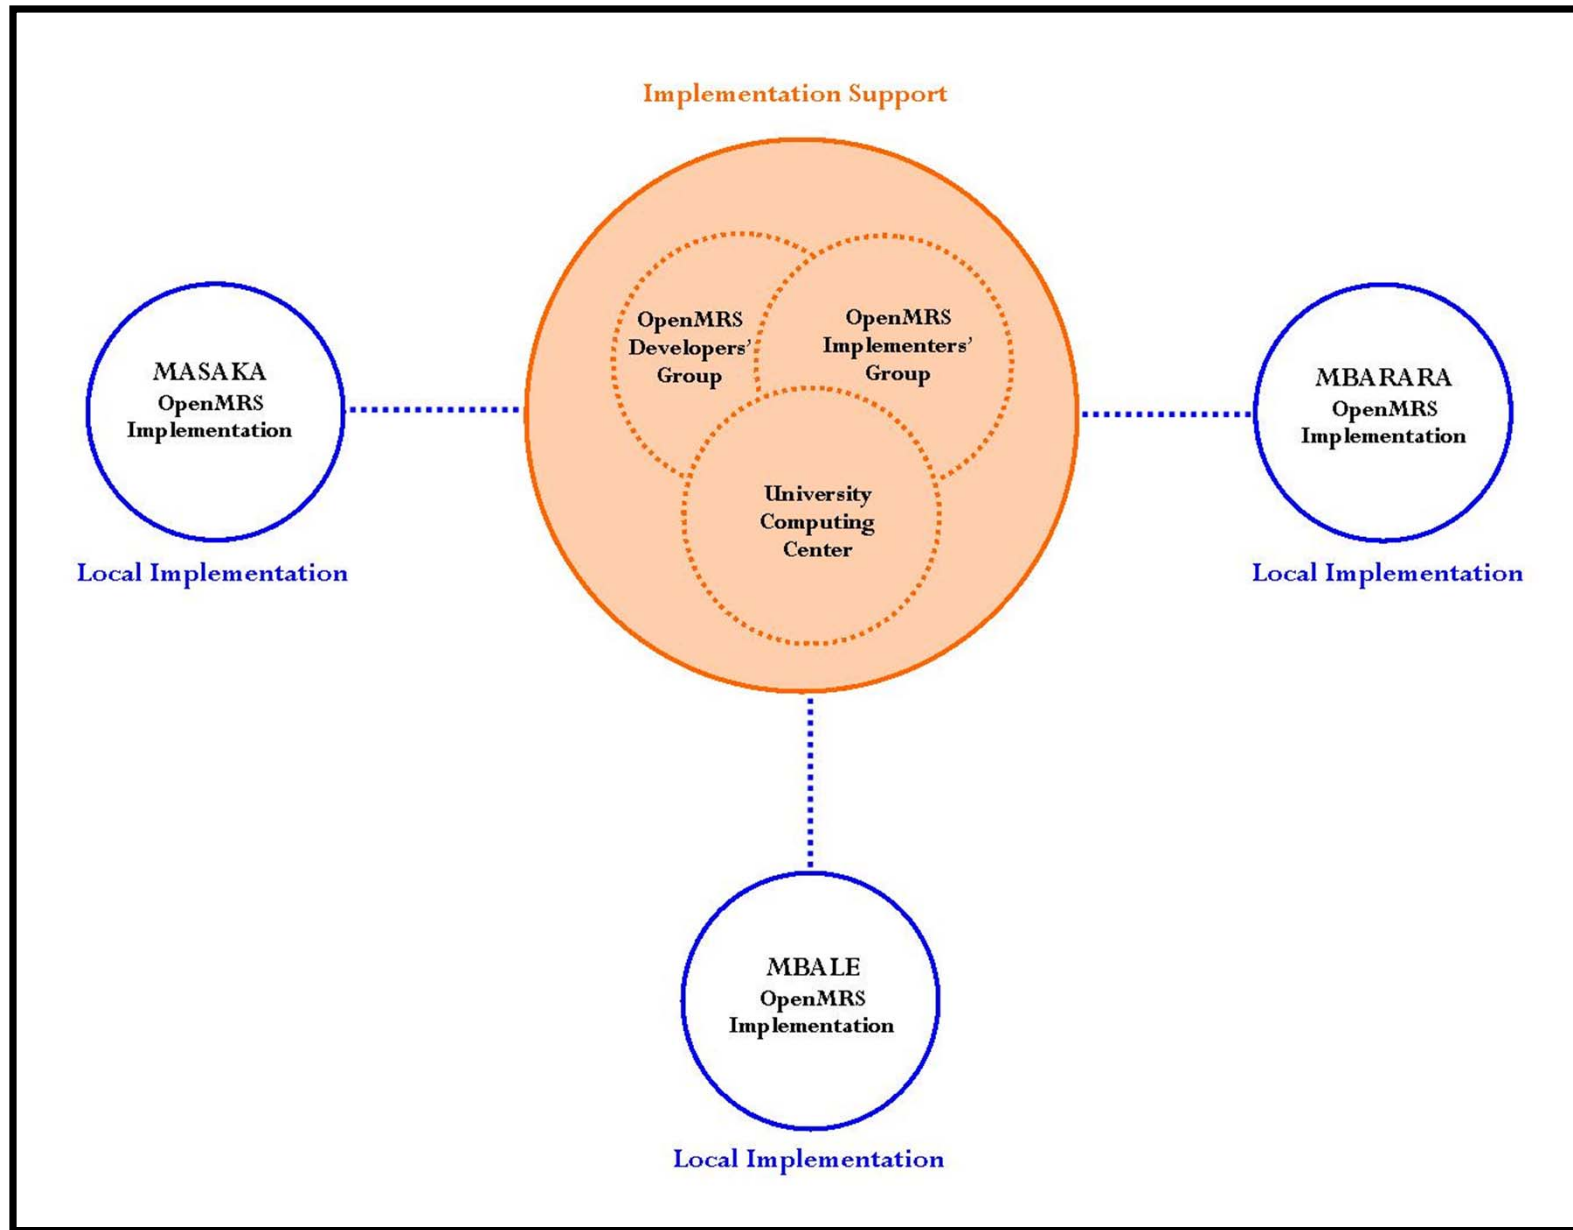 Implementation Support
OpenMRS
Developers’
Group
OpenMRS
Implementers’
Group
University
Computing
Center
MASAKA
OpenMRS
Implementation
Local Implementation
MBARARA
OpenMRS
Implementation
Local Implementation
MBALE
OpenMRS
Implementation
Local Implementation